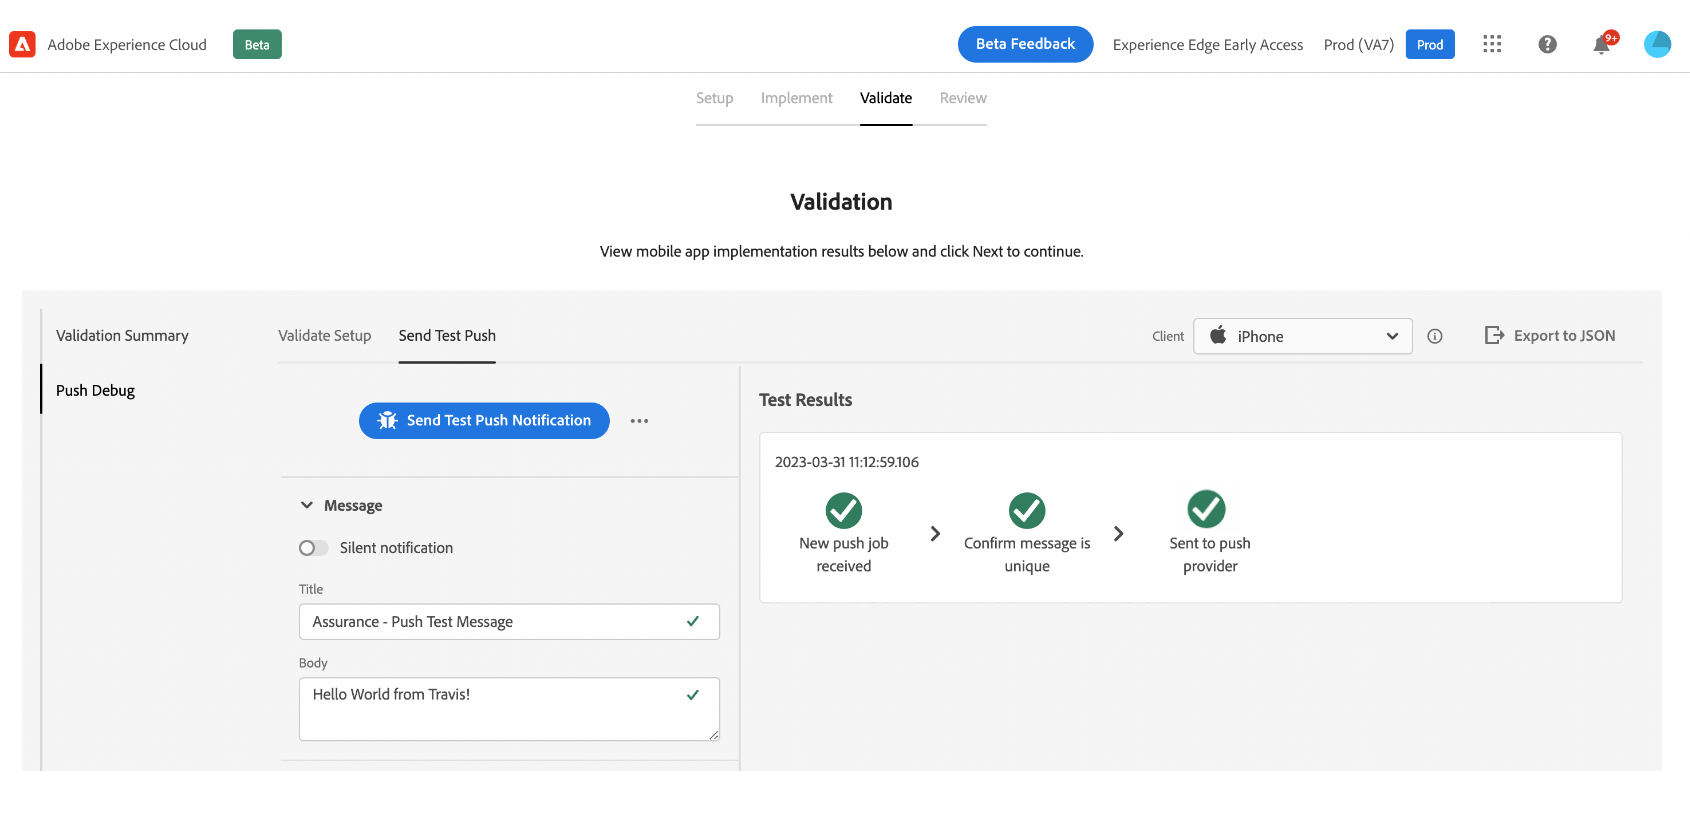 Adobe Experience Cloud Beta Beta Feedback Experience Edge Early Access Prod (VA7) Prod 9+
Setup Implement Validate Review
Validation
View mobile app implementation results below and click Next to continue.
Validation Summary
Push Debug
Validate Setup Send Test Push
Client iPhone Export to JSON
Send Test Push Notification
Message
Silent notification
Title
Assurance - Push Test Message
Body
Hello World from Travis!
Test Results
2023-03-31 11:12:59.106
New push job
received
Confirm message is
unique
Sent to push
provider